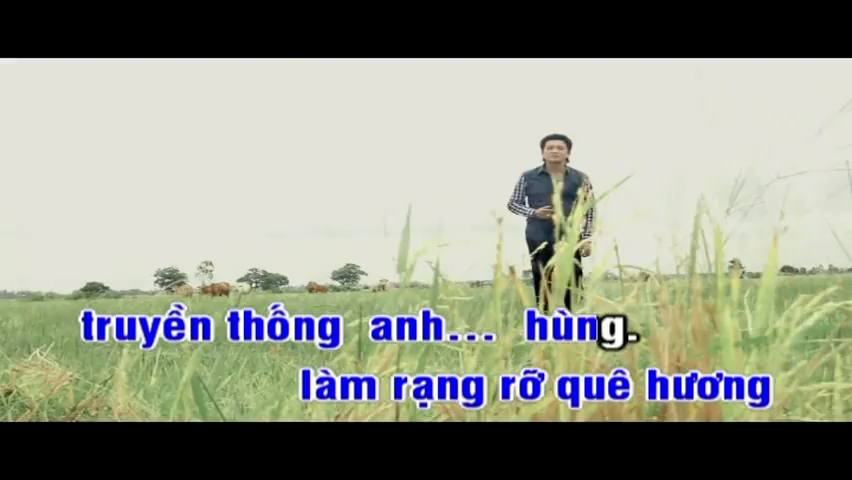 truyền thống anh... hùng.
làm rạng rỡ quê hương